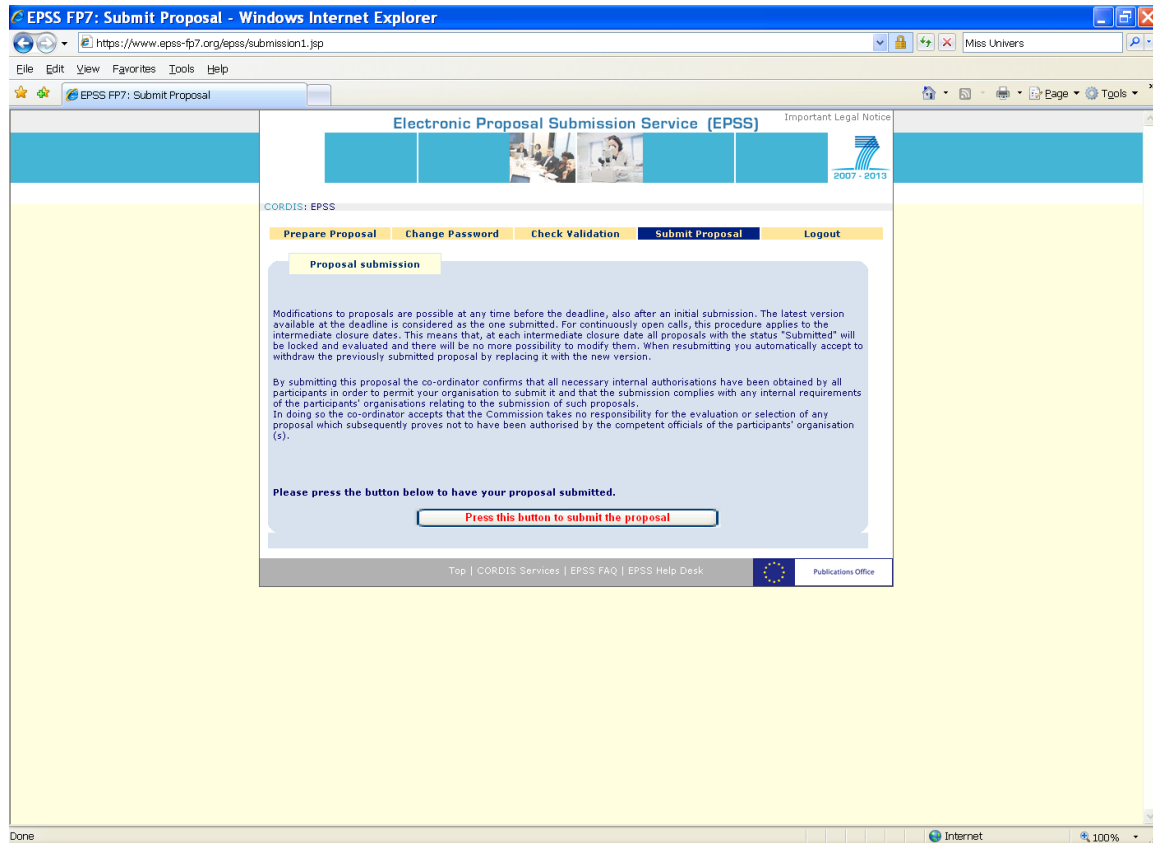 EPSS FP7: Submit Proposal - Windows Internet Explorer
https://www.epss-fp7.org/epss/submission1.jsp
Miss Univers
File Edit View Favorites Tools Help
EPSS FP7: Submit Proposal
Page Tools
Electronic Proposal Submission Service (EPSS)
Important Legal Notice
7
2007 - 2013
CORDIS: EPSS
Prepare Proposal Change Password Check Validation Submit Proposal Logout
Proposal submission
Modifications to proposals are possible at any time before the deadline, also after an initial submission. The latest version
available at the deadline is considered as the one submitted. For continuously open calls, this procedure applies to the
intermediate closure dates. This means that, at each intermediate closure date all proposals with the status "Submitted" will
be locked and evaluated and there will be no more possibility to modify them. When resubmitting you automatically accept to
withdraw the previously submitted proposal by replacing it with the new version.
By submitting this proposal the co-ordinator confirms that all necessary internal authorisations have been obtained by all
participants in order to permit your organisation to submit it and that the submission complies with any internal requirements
of the participants' organisations relating to the submission of such proposals.
In doing so the co-ordinator accepts that the Commission takes no responsibility for the evaluation or selection of any
proposal which subsequently proves not to have been authorised by the competent officials of the participants' organisation
(s).
Please press the button below to have your proposal submitted.
Press this button to submit the proposal
Top | CORDIS Services | EPSS FAQ | EPSS Help Desk
Publications Office
Done
Internet
100%